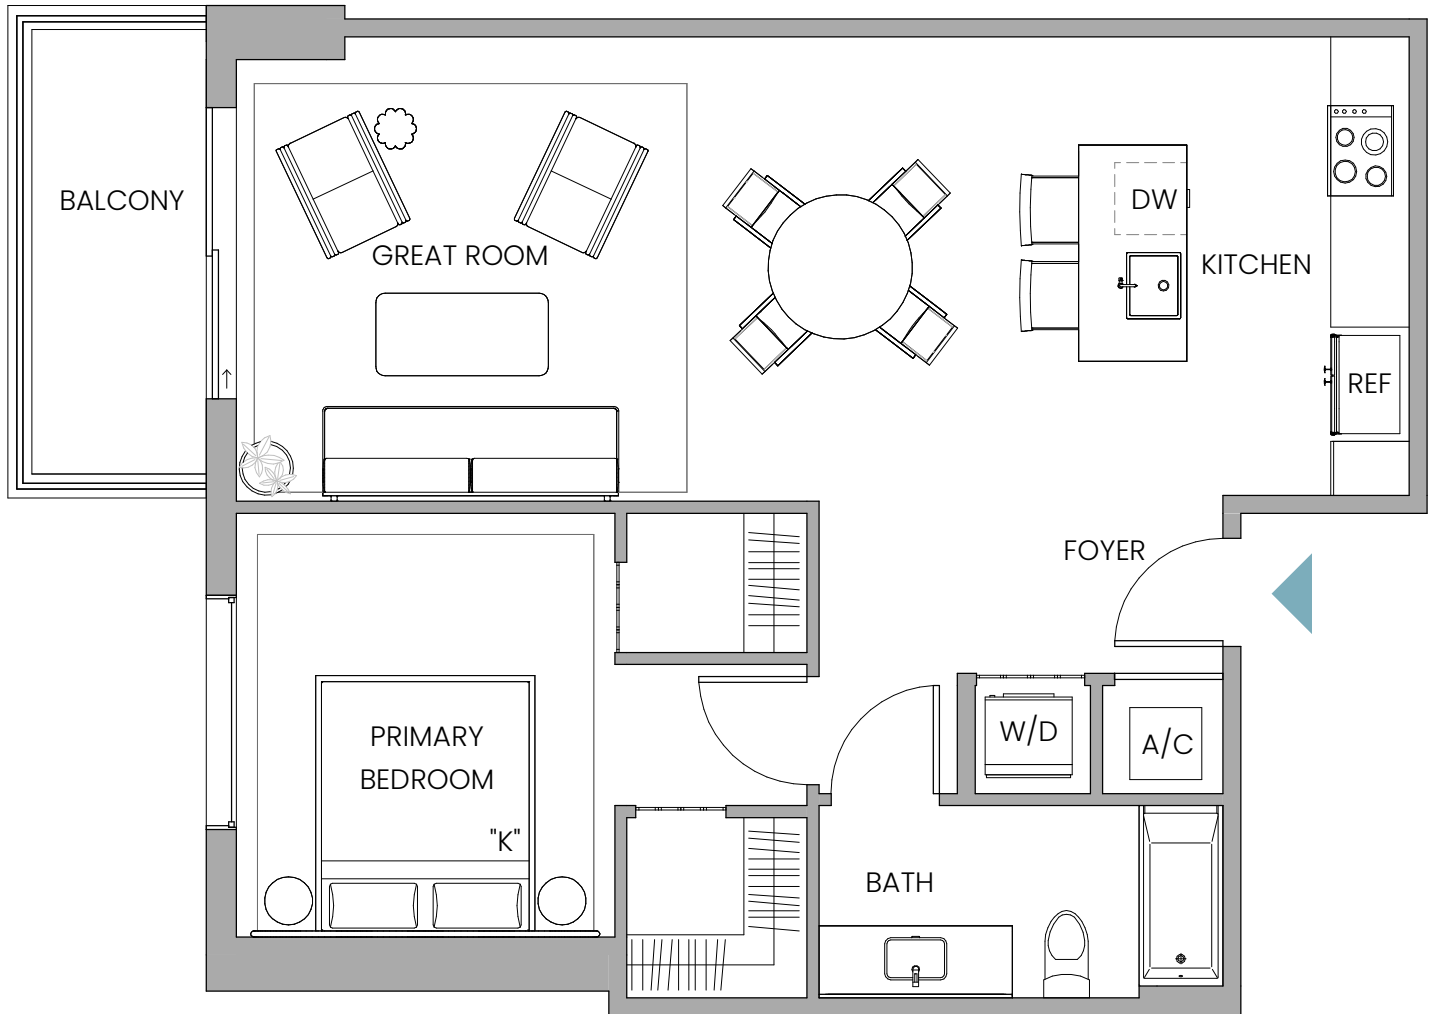 BALCONY
GREAT ROOM
DW
KITCHEN
REF
FOYER
W/D
A/C
PRIMARY
BEDROOM
"K"
BATH